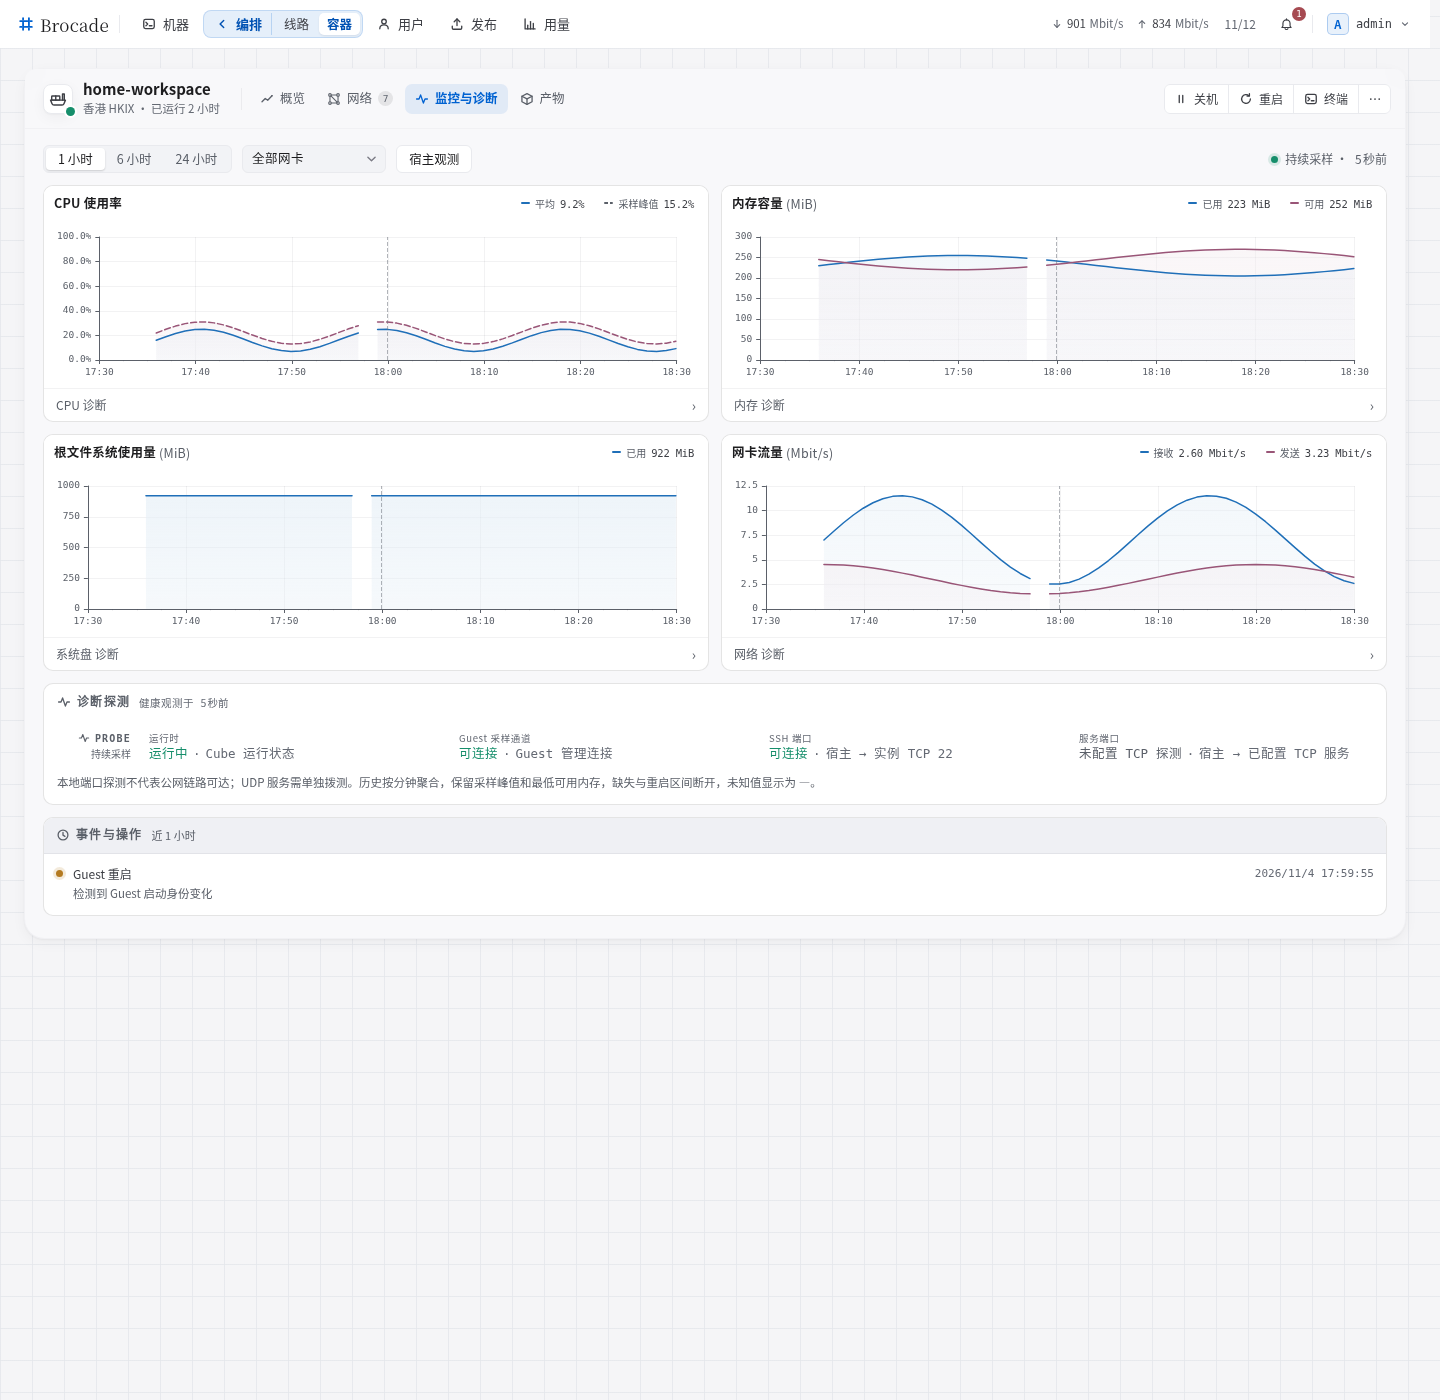 Brocade 机器 编排 线路 容器 用户 发布 用量 ↓ 901 Mbit/s ↑ 834 Mbit/s 11/12 1 A admin
home-workspace
香港 HKIX · 已运行 2 小时
概览 网络 7 监控与诊断 产物 关机 重启 终端 ···
1 小时 6 小时 24 小时 全部网卡 宿主观测 持续采样 · 5秒前
CPU 使用率 平均 9.2% 采样峰值 15.2%
100.0%
80.0%
60.0%
40.0%
20.0%
0.0%
17:30 17:40 17:50 18:00 18:10 18:20 18:30
CPU 诊断 ›
内存容量 (MiB) 已用 223 MiB 可用 252 MiB
300
250
200
150
100
50
0
17:30 17:40 17:50 18:00 18:10 18:20 18:30
内存 诊断 ›
根文件系统使用量 (MiB) 已用 922 MiB
1000
750
500
250
0
17:30 17:40 17:50 18:00 18:10 18:20 18:30
系统盘 诊断 ›
网卡流量 (Mbit/s) 接收 2.60 Mbit/s 发送 3.23 Mbit/s
12.5
10
7.5
5
2.5
0
17:30 17:40 17:50 18:00 18:10 18:20 18:30
网络 诊断 ›
诊断探测 健康观测于 5秒前
PROBE
持续采样
运行时
运行中 · Cube 运行状态
Guest 采样通道
可连接 · Guest 管理连接
SSH 端口
可连接 · 宿主 → 实例 TCP 22
服务端口
未配置 TCP 探测 · 宿主 → 已配置 TCP 服务
本地端口探测不代表公网链路可达；UDP 服务需单独拨测。历史按分钟聚合，保留采样峰值和最低可用内存，缺失与重启区间断开，未知值显示为 —。
事件与操作 近 1 小时
Guest 重启 2026/11/4 17:59:55
检测到 Guest 启动身份变化